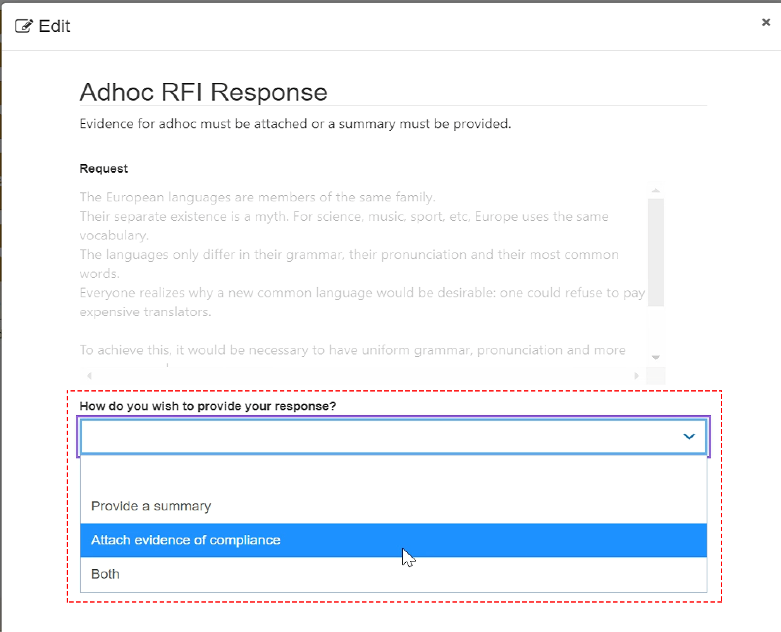 Edit
×
Adhoc RFI Response
Evidence for adhoc must be attached or a summary must be provided.
Request
The European languages are members of the same family.
Their separate existence is a myth. For science, music, sport, etc, Europe uses the same
vocabulary.
The languages only differ in their grammar, their pronunciation and their most common
words.
Everyone realizes why a new common language would be desirable: one could refuse to pay
expensive translators.
To achieve this, it would be necessary to have uniform grammar, pronunciation and more
How do you wish to provide your response?
Provide a summary
Attach evidence of compliance
Both